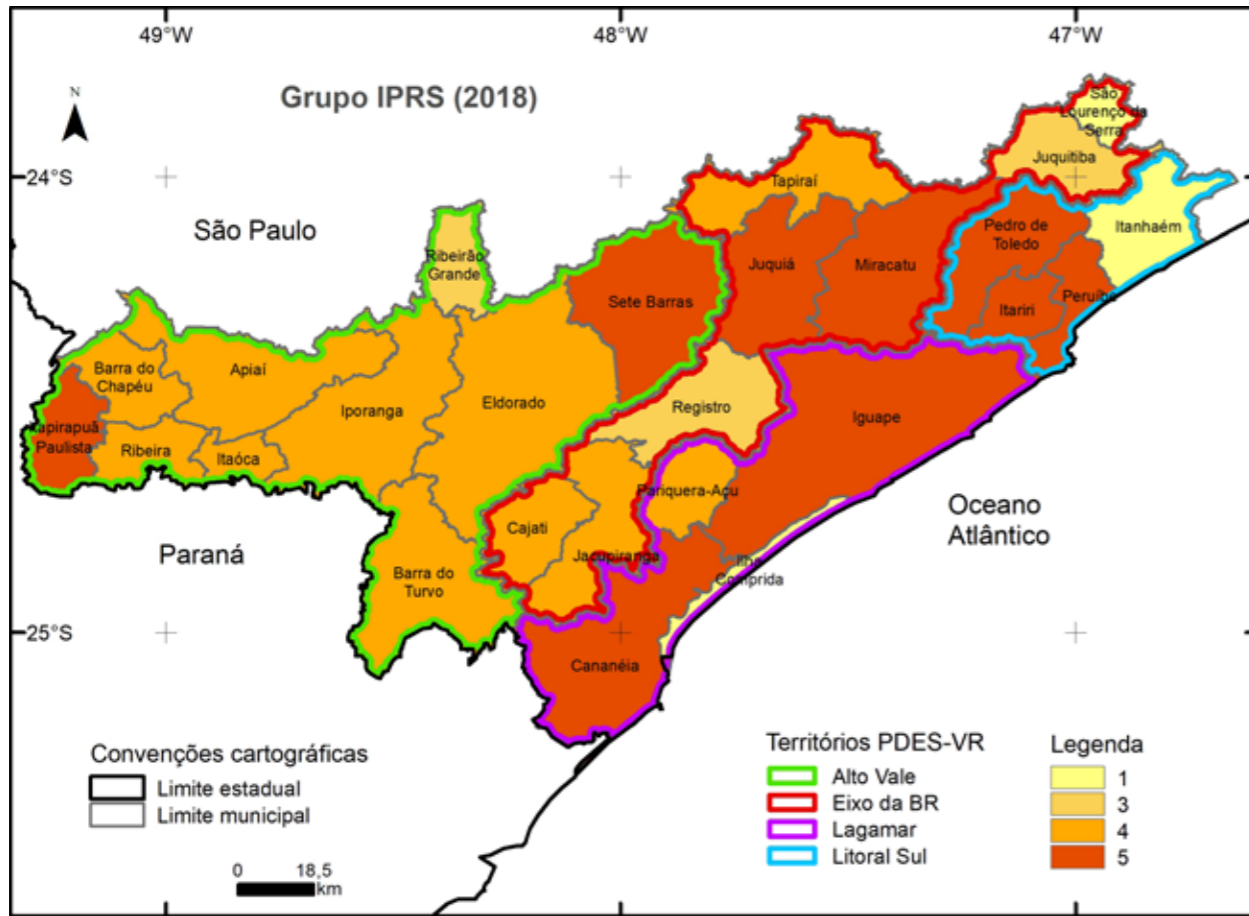 49°W
48°W
47°W
N
Grupo IPRS (2018)
São
Lourenço da
Serra
Juquitiba
24°S
Tapiraí
São Paulo
Itanhaém
Pedro de
Toledo
Ribeirão
Grande
Juquiá
Miracatu
Sete Barras
Peruíbe
Itariri
Barra do
Chapéu
Apiaí
Iporanga
Eldorado
Registro
Iguape
Itapirapuã
Paulista
Ribeira
Itaóca
Pariquera-Açu
Oceano
Atlântico
Cajati
Paraná
Jacupiranga
Ilha
Comprida
Barra do
Turvo
25°S
Cananéia
Convenções cartográficas
Limite estadual
Limite municipal
0 18,5
km
Territórios PDES-VR
Alto Vale
Eixo da BR
Lagamar
Litoral Sul
Legenda
1
3
4
5